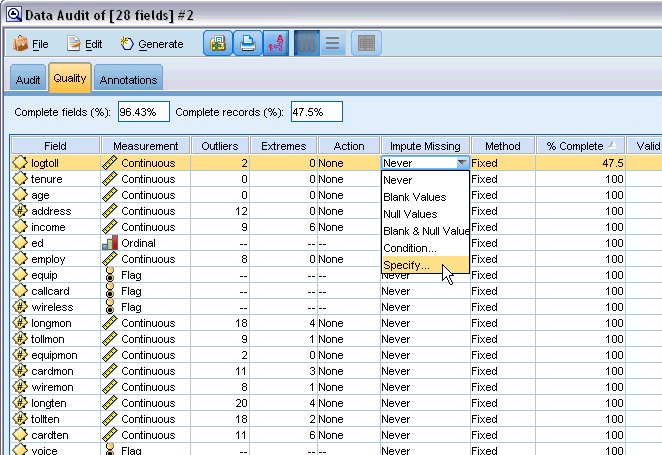 Data Audit of [28 fields] #2
File Edit Generate
Audit Quality Annotations
Complete fields (%): 96.43% Complete records (%): 47.5%
Field Measurement Outliers Extremes Action Impute Missing Method % Complete Valid
logtoll Continuous 2 0 None Never Fixed 47.5
tenure Continuous 0 0 None Never Fixed 100
age Continuous 0 0 None Blank Values Fixed 100
address Continuous 12 0 None Null Values Fixed 100
income Continuous 9 6 None Blank & Null Value Fixed 100
ed Ordinal -- -- -- Condition... Fixed 100
employ Continuous 8 0 None Specify... Fixed 100
equip Flag -- -- -- Never Fixed 100
callcard Flag -- -- -- Never Fixed 100
wireless Flag -- -- -- Never Fixed 100
longmon Continuous 18 4 None Never Fixed 100
tollmon Continuous 9 1 None Never Fixed 100
equipmon Continuous 2 0 None Never Fixed 100
cardmon Continuous 11 3 None Never Fixed 100
wiremon Continuous 8 1 None Never Fixed 100
longten Continuous 20 4 None Never Fixed 100
tollten Continuous 18 2 None Never Fixed 100
cardten Continuous 11 6 None Never Fixed 100
voice Flag -- -- -- Never Fixed 100